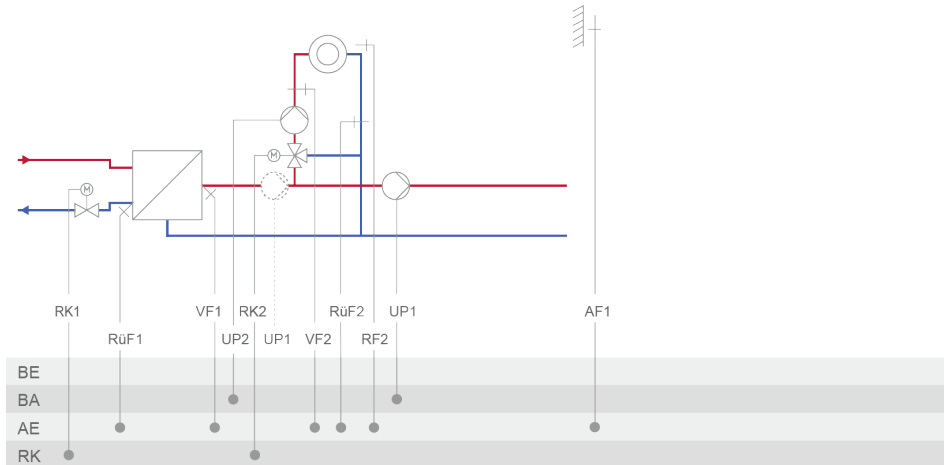 M
M
RK1 VF1 RK2 RüF2 UP1 AF1
RüF1 UP2 UP1 VF2 RF2
BE
BA
AE
RK